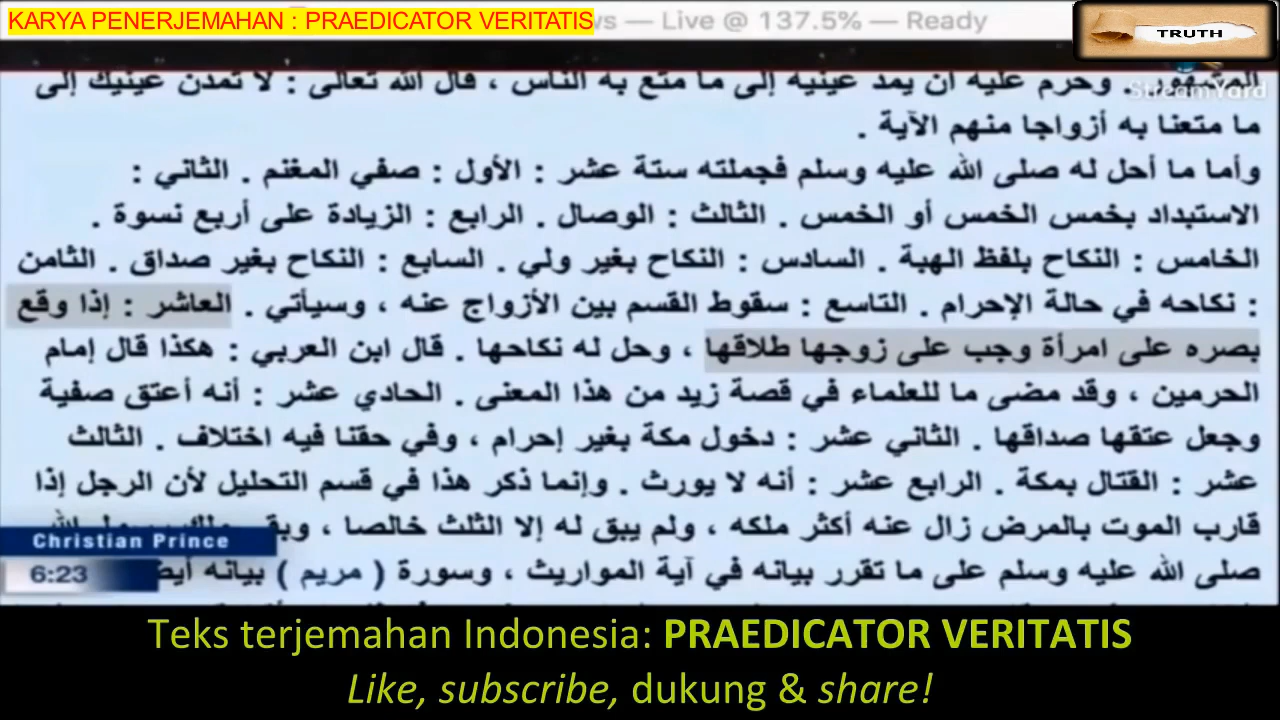 KARYA PENERJEMAHAN : PRAEDICATOR VERITATIS
— Live @ 137.5% — Ready
TRUTH
StreamYard
المشهور . وحرم عليه أن يمد عينيه إلى ما متع به الناس ، قال الله تعالى : لا تمدن عينيك إلى
ما متعنا به أزواجا منهم الآية .
وأما ما أحل له صلى الله عليه وسلم فجملته ستة عشر : الأول : صفي المغنم . الثاني :
الاستبداد بخمس الخمس أو الخمس . الثالث : الوصال . الرابع : الزيادة على أربع نسوة .
الخامس : النكاح بلفظ الهبة . السادس : النكاح بغير ولي . السابع : النكاح بغير صداق . الثامن
: نكاحه في حالة الإحرام . التاسع : سقوط القسم بين الأزواج عنه ، وسيأتي . العاشر : إذا وقع
بصره على امرأة وجب على زوجها طلاقها ، وحل له نكاحها . قال ابن العربي : هكذا قال إمام
الحرمين ، وقد مضى ما للعلماء في قصة زيد من هذا المعنى . الحادي عشر : أنه أعتق صفية
وجعل عتقها صداقها . الثاني عشر : دخول مكة بغير إحرام ، وفي حقنا فيه اختلاف . الثالث
عشر : القتال بمكة . الرابع عشر : أنه لا يورث . وإنما ذكر هذا في قسم التحليل لأن الرجل إذا
قارب الموت بالمرض زال عنه أكثر ملكه ، ولم يبق له إلا الثلث خالصا ،
صلى الله عليه وسلم على ما تقرر بيانه في آية المواريث ، وسورة ( مريم ) بيانه
Christian Prince
6:23
Teks terjemahan Indonesia: PRAEDICATOR VERITATIS
Like, subscribe, dukung & share!